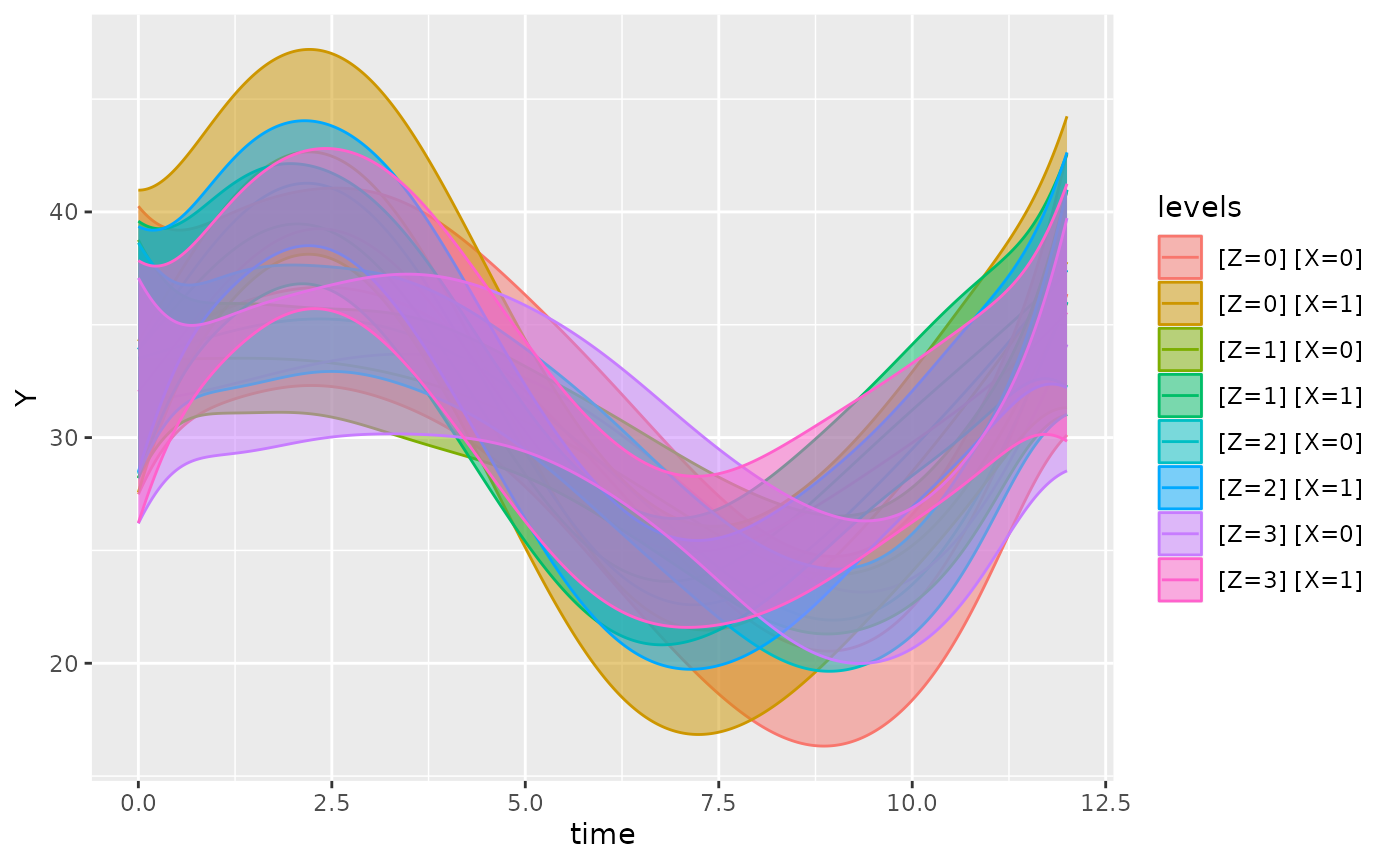 40
30
20
Y
0.0 2.5 5.0 7.5 10.0 12.5
time
levels
[Z=0] [X=0]
[Z=0] [X=1]
[Z=1] [X=0]
[Z=1] [X=1]
[Z=2] [X=0]
[Z=2] [X=1]
[Z=3] [X=0]
[Z=3] [X=1]